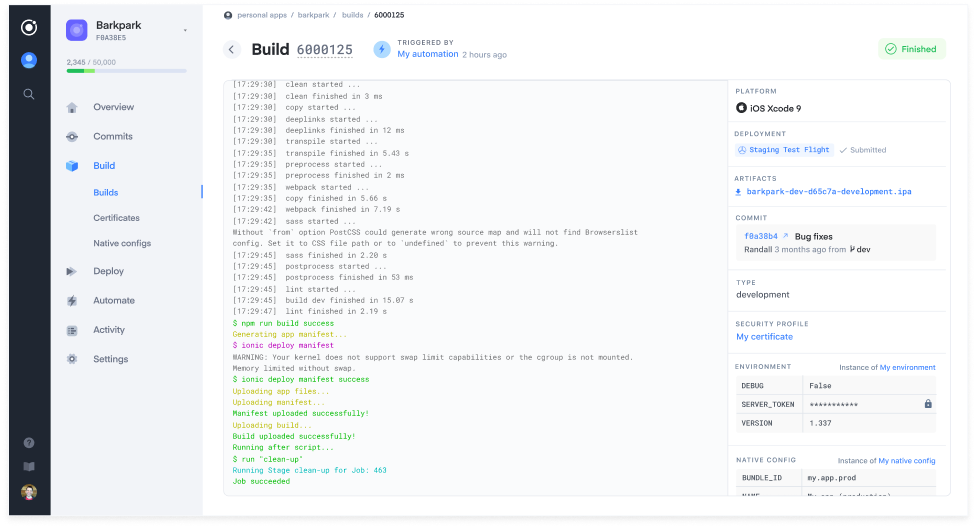 personal apps / barkpark / builds / 6000125
Barkpark
F0A38E5
2,345 / 50,000
Overview
Commits
Build
Builds
Certificates
Native configs
Deploy
Automate
Activity
Settings
Build 6000125
TRIGGERED BY
My automation 2 hours ago
Finished
[17:29:30] clean started ...
[17:29:30] clean finished in 3 ms
[17:29:30] copy started ...
[17:29:30] deeplinks started ...
[17:29:30] deeplinks finished in 12 ms
[17:29:30] transpile started ...
[17:29:35] transpile finished in 5.43 s
[17:29:35] preprocess started ...
[17:29:35] preprocess finished in 2 ms
[17:29:35] webpack started ...
[17:29:35] copy finished in 5.66 s
[17:29:42] webpack finished in 7.19 s
[17:29:42] sass started ...
Without `from` option PostCSS could generate wrong source map and will not find Browserslist
config. Set it to CSS file path or to `undefined` to prevent this warning.
[17:29:45] sass finished in 2.20 s
[17:29:45] postprocess started ...
[17:29:45] postprocess finished in 53 ms
[17:29:45] lint started ...
[17:29:45] build dev finished in 15.07 s
[17:29:47] lint finished in 2.19 s
$ npm run build success
Generating app manifest...
$ ionic deploy manifest
WARNING: Your kernel does not support swap limit capabilities or the cgroup is not mounted.
Memory limited without swap.
$ ionic deploy manifest success
Uploading app files...
Uploading manifest...
Manifest uploaded successfully!
Uploading build...
Build uploaded successfully!
Running after script...
$ run "clean-up"
Running Stage clean-up for Job: 463
Job succeeded
PLATFORM
iOS Xcode 9
DEPLOYMENT
Staging Test Flight Submitted
ARTIFACTS
barkpark-dev-d65c7a-development.ipa
COMMIT
f0a38b4 ↗ Bug fixes
Randall 3 months ago from dev
TYPE
development
SECURITY PROFILE
My certificate
ENVIRONMENT Instance of My environment
DEBUG False
SERVER_TOKEN ***********
VERSION 1.337
NATIVE CONFIG Instance of My native config
BUNDLE_ID my.app.prod
NAME My app (production)